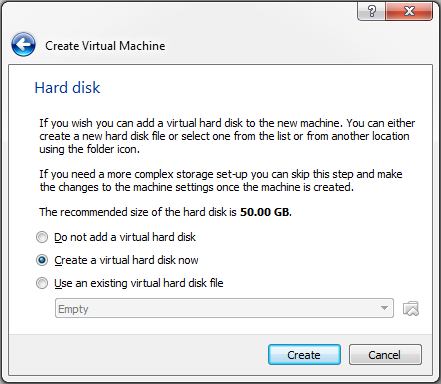 ?
Create Virtual Machine
Hard disk
If you wish you can add a virtual hard disk to the new machine. You can either
create a new hard disk file or select one from the list or from another location
using the folder icon.
If you need a more complex storage set-up you can skip this step and make
the changes to the machine settings once the machine is created.
The recommended size of the hard disk is 50.00 GB.
Do not add a virtual hard disk
Create a virtual hard disk now
Use an existing virtual hard disk file
Empty
Create
Cancel